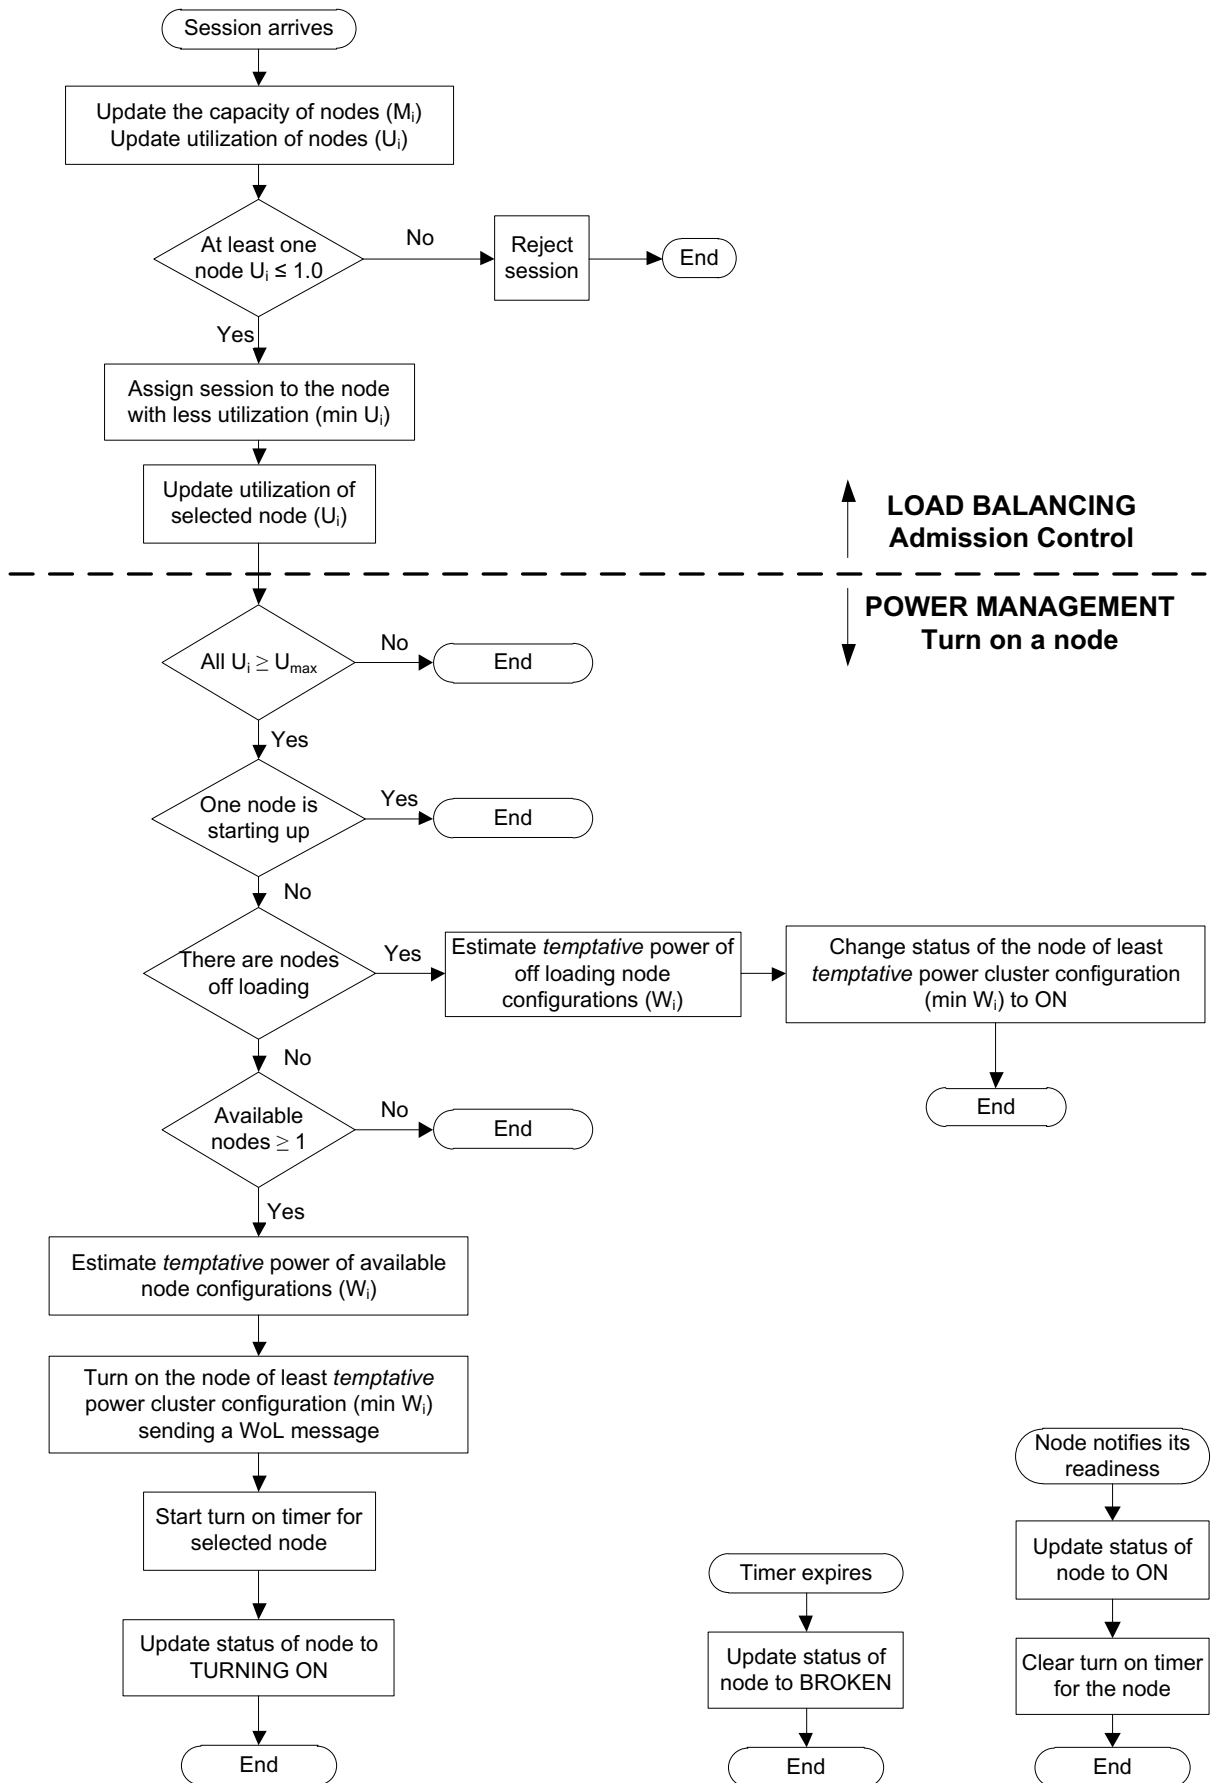 Session arrives
Update the capacity of nodes (Mi)
Update utilization of nodes (Ui)
At least one
node Ui ≤ 1.0
No
Reject
session
End
Yes
Assign session to the node
with less utilization (min Ui)
Update utilization of
selected node (Ui)
LOAD BALANCING
Admission Control
POWER MANAGEMENT
Turn on a node
All Ui ≥ Umax
No
End
Yes
One node is
starting up
Yes
End
No
There are nodes
off loading
Yes
Estimate temptative power of
off loading node
configurations (Wi)
Change status of the node of least
temptative power cluster configuration
(min Wi) to ON
End
No
Available
nodes ≥ 1
No
End
Yes
Estimate temptative power of available
node configurations (Wi)
Turn on the node of least temptative
power cluster configuration (min Wi)
sending a WoL message
Start turn on timer for
selected node
Update status of node to
TURNING ON
End
Timer expires
Update status of
node to BROKEN
End
Node notifies its
readiness
Update status of
node to ON
Clear turn on timer
for the node
End